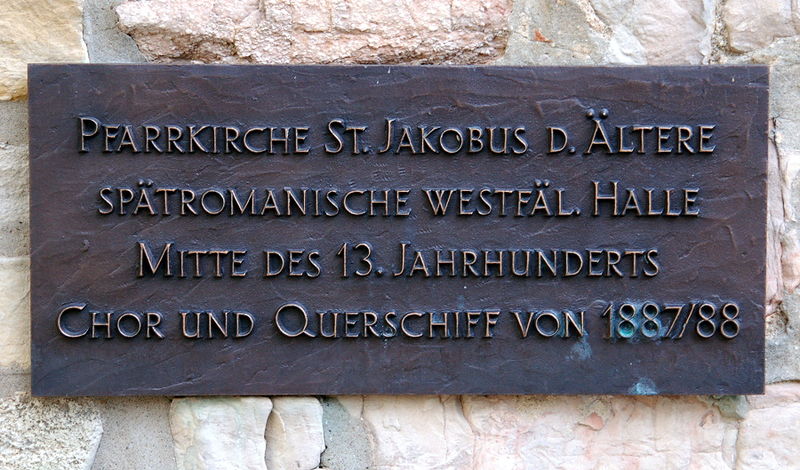 Pfarrkirche St. Jakobus d. Ältere
spätromanische westfäl. Halle
Mitte des 13. Jahrhunderts
Chor und Querschiff von 1887/88